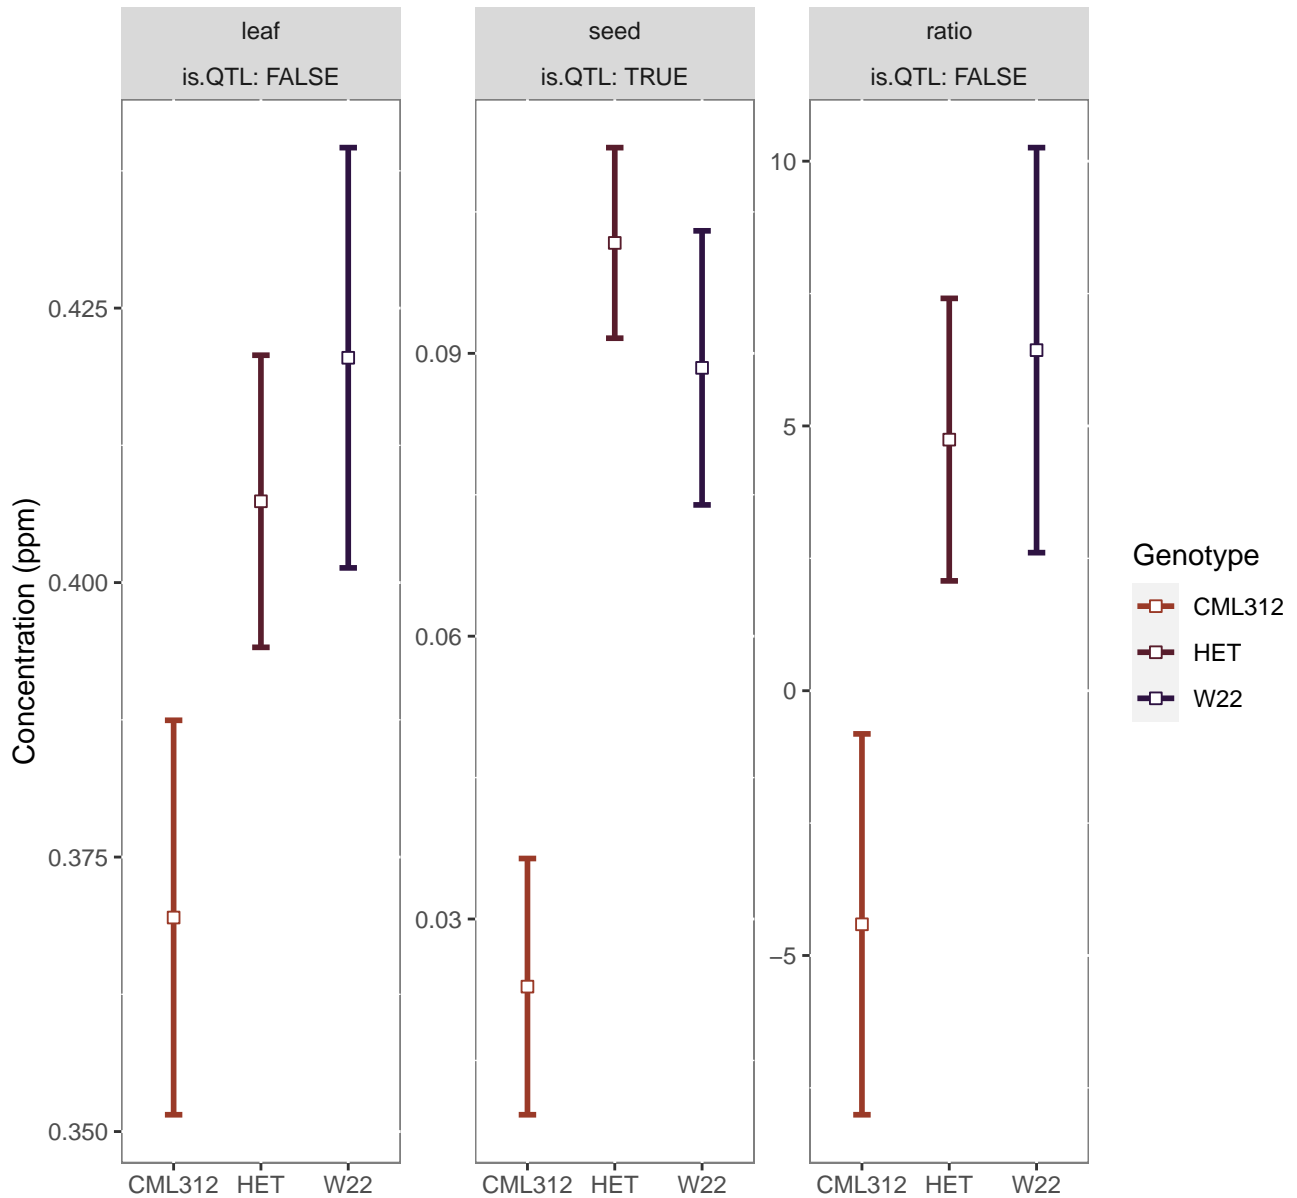 leaf
is.QTL: FALSE
seed
is.QTL: TRUE
ratio
is.QTL: FALSE
Concentration (ppm)
0.425
0.400
0.375
0.350
0.09
0.06
0.03
10
5
0
−5
CML312 HET W22
CML312 HET W22
CML312 HET W22
Genotype
CML312
HET
W22